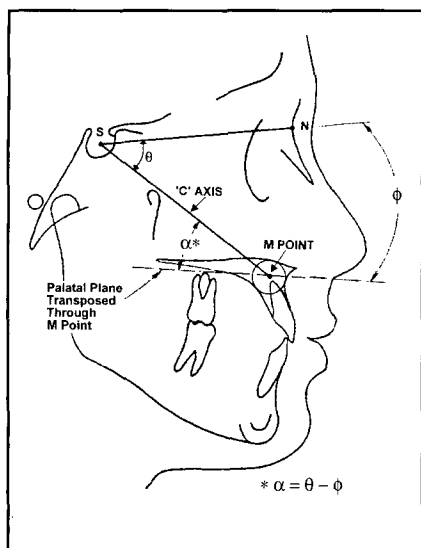 S
N
θ
'C' AXIS
ϕ
α*
M POINT
Palatal Plane
Transposed
Through
M Point
* α = θ − ϕ